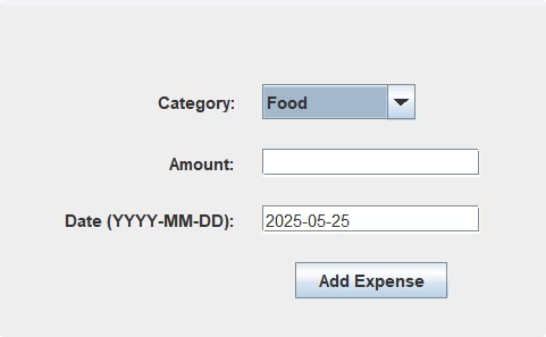 Category: Food
Amount:
Date (YYYY-MM-DD): 2025-05-25
Add Expense